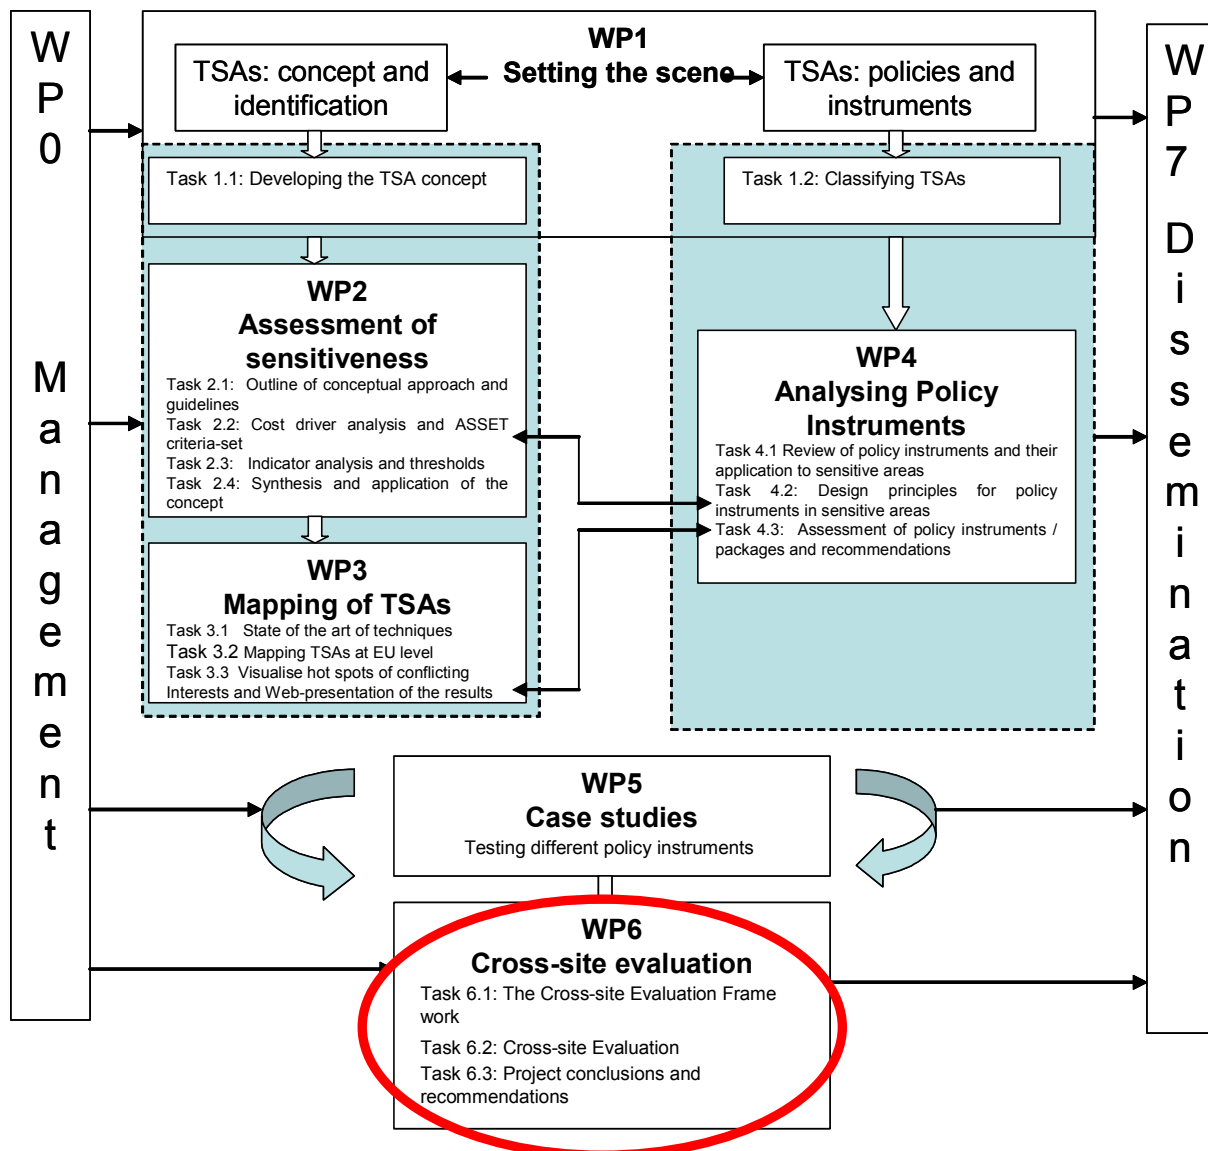 WP0 Management
WP1
Setting the scene
TSAs: concept and
identification
TSAs: policies and
instruments
Task 1.1: Developing the TSA concept
Task 1.2: Classifying TSAs
WP2
Assessment of
sensitiveness
Task 2.1: Outline of conceptual approach and
guidelines
Task 2.2: Cost driver analysis and ASSET
criteria-set
Task 2.3: Indicator analysis and thresholds
Task 2.4: Synthesis and application of the
concept
WP3
Mapping of TSAs
Task 3.1 State of the art of techniques
Task 3.2 Mapping TSAs at EU level
Task 3.3 Visualise hot spots of conflicting
Interests and Web-presentation of the results
WP4
Analysing Policy
Instruments
Task 4.1 Review of policy instruments and their
application to sensitive areas
Task 4.2: Design principles for policy
instruments in sensitive areas
Task 4.3: Assessment of policy instruments /
packages and recommendations
WP5
Case studies
Testing different policy instruments
WP6
Cross-site evaluation
Task 6.1: The Cross-site Evaluation Frame
work
Task 6.2: Cross-site Evaluation
Task 6.3: Project conclusions and
recommendations
WP7 Dissemination